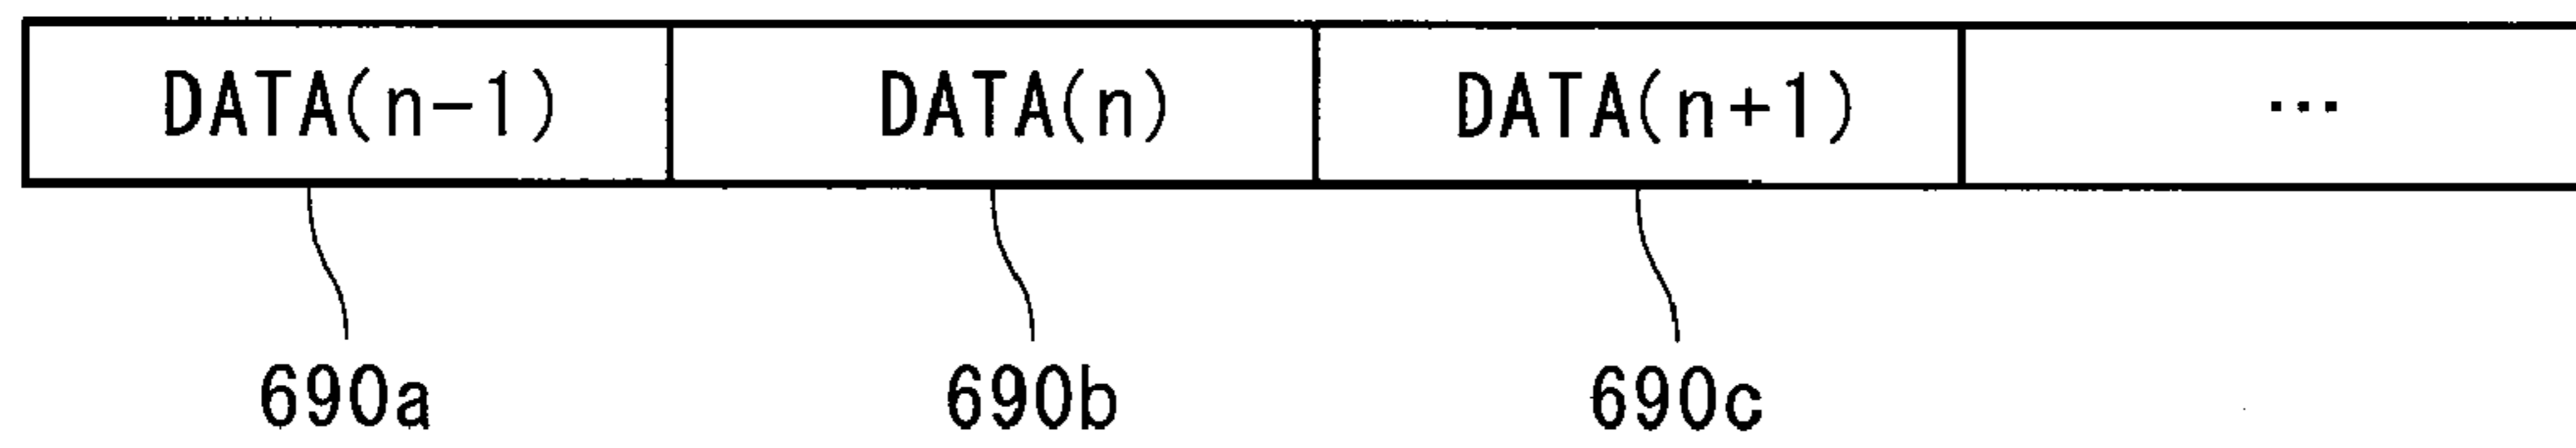 DATA(n-1) DATA(n) DATA(n+1) ...
690a 690b 690c